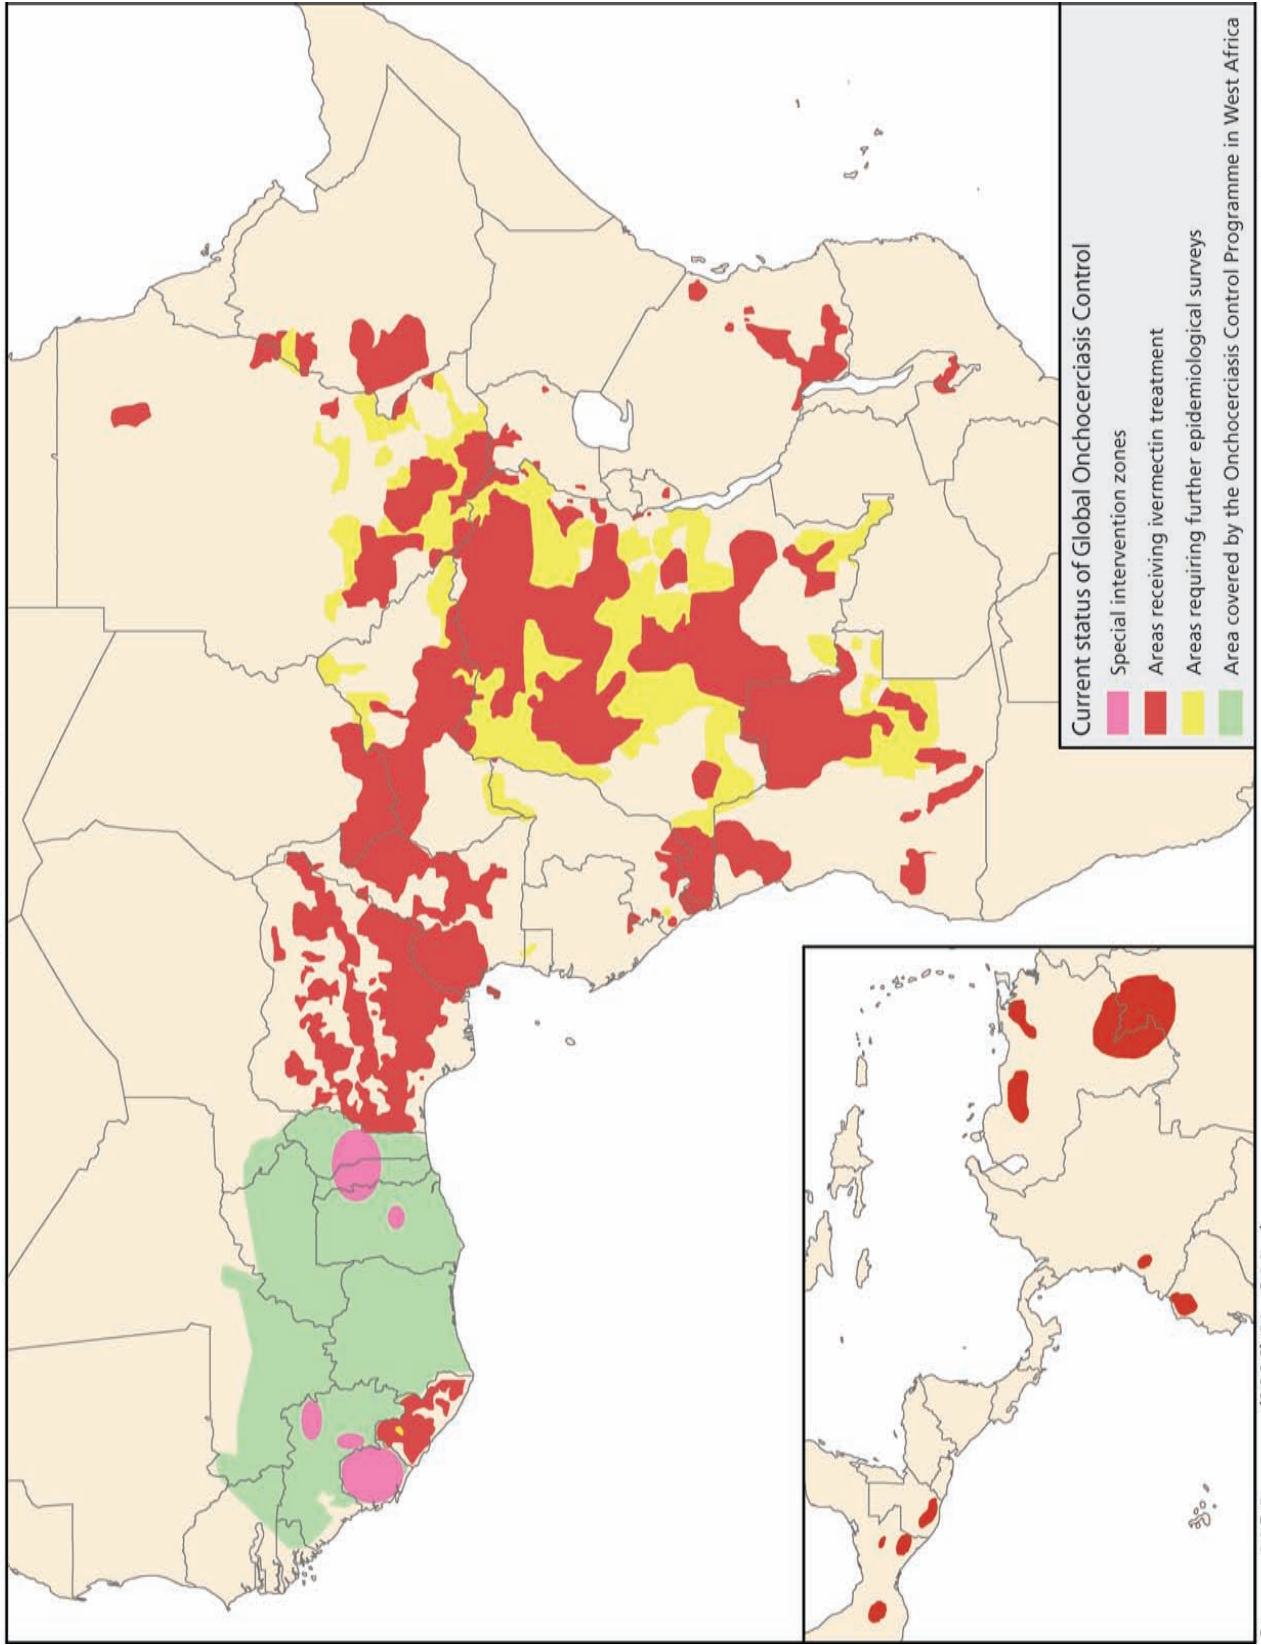 Current status of Global Onchocerciasis Control
Special intervention zones
Areas receiving ivermectin treatment
Areas requiring further epidemiological surveys
Area covered by the Onchocerciasis Control Programme in West Africa